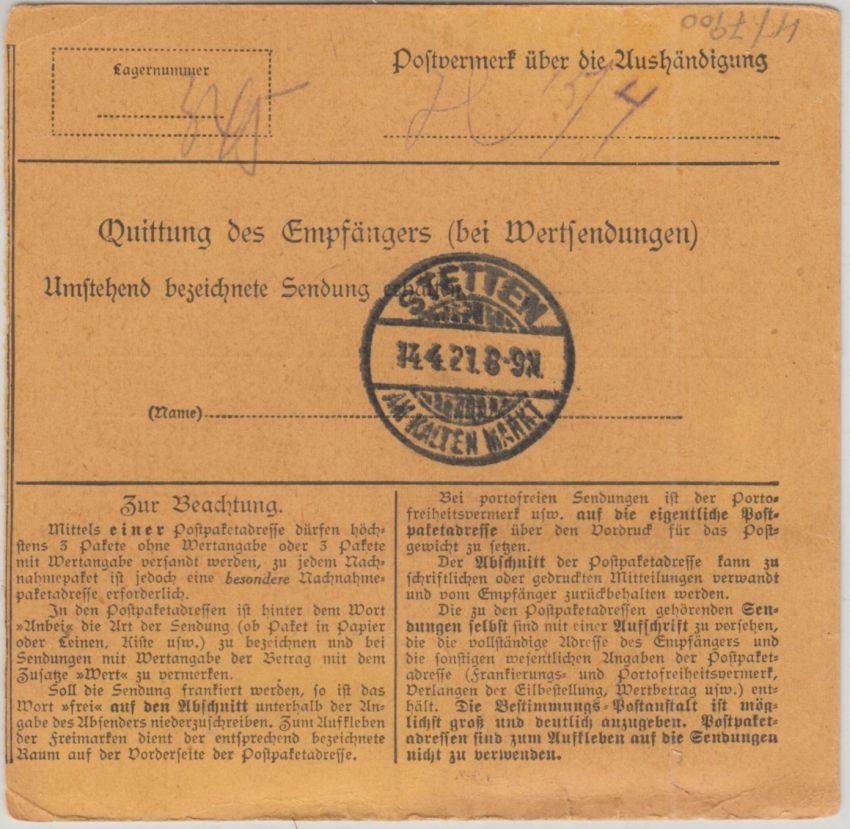 Lagernummer
Postvermerk über die Aushändigung
Quittung des Empfängers (bei Wertsendungen)
Umstehend bezeichnete Sendung erhalten
STETTEN
14.4.21.8-9N.
AM KALTEN MARKT
(Name)
Zur Beachtung.
Mittels einer Postpaketadresse dürfen höch-
stens 3 Pakete ohne Wertangabe oder 3 Pakete
mit Wertangabe versandt werden, zu jedem Nach-
nahmepaket ist jedoch eine besondere Nachnahme-
paketadresse erforderlich.
In den Postpaketadressen ist hinter dem Wort
»Anbei« die Art der Sendung (ob Paket in Papier
oder Leinen, Kiste usw.) zu bezeichnen und bei
Sendungen mit Wertangabe der Betrag mit dem
Zusatze »Wert« zu vermerken.
Soll die Sendung frankiert werden, so ist das
Wort »frei« auf den Abschnitt unterhalb der An-
gabe des Absenders niederzuschreiben. Zum Aufkleben
der Freimarken dient der entsprechend bezeichnete
Raum auf der Vorderseite der Postpaketadresse.
Bei portofreien Sendungen ist der Porto-
freiheitsvermerk usw. auf die eigentliche Post-
paketadresse über den Vordruck für das Post-
gewicht zu setzen.
Der Abschnitt der Postpaketadresse kann zu
schriftlichen oder gedruckten Mitteilungen verwandt
und vom Empfänger zurückbehalten werden.
Die zu den Postpaketadressen gehörenden Sen-
dungen selbst sind mit einer Aufschrift zu versehen,
die die vollständige Adresse des Empfängers und
die sonstigen wesentlichen Angaben der Postpaket-
adresse (Frankierungs- und Portofreiheitsvermerk,
Verlangen der Eilbestellung, Wertbetrag usw.) ent-
hält. Die Bestimmungs-Postanstalt ist mög-
lichst groß und deutlich anzugeben. Postpaket-
adressen sind zum Aufkleben auf die Sendungen
nicht zu verwenden.